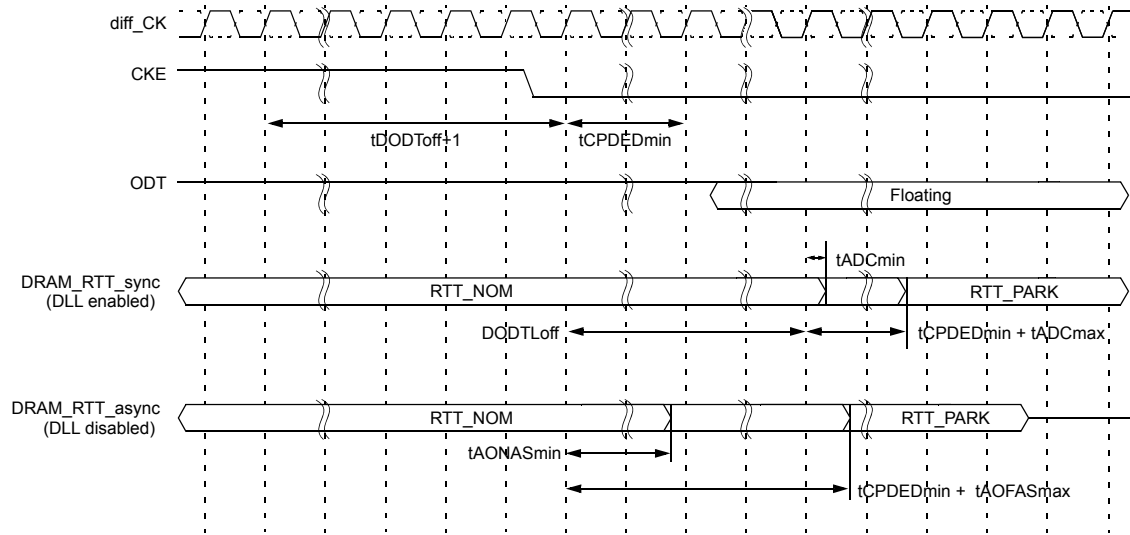 diff_CK
CKE
tDODToff+1
tCPDEDmin
ODT
Floating
tADCmin
DRAM_RTT_sync
(DLL enabled)
RTT_NOM
RTT_PARK
DODTLoff
tCPDEDmin + tADCmax
DRAM_RTT_async
(DLL disabled)
RTT_NOM
RTT_PARK
tAONASmin
tCPDEDmin + tAOFASmax